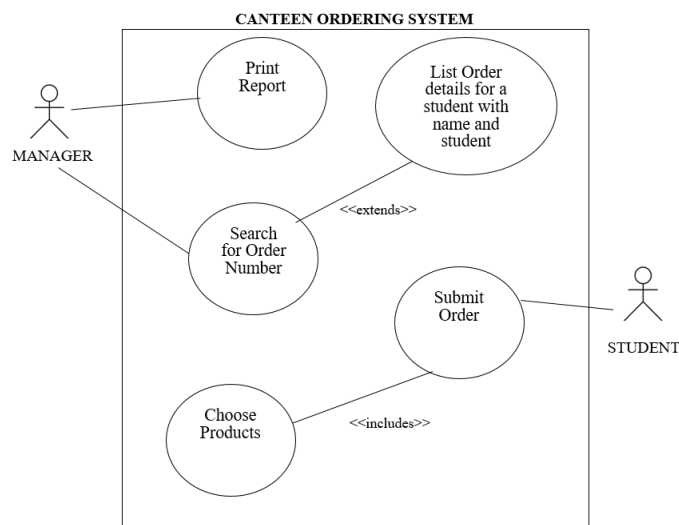 CANTEEN ORDERING SYSTEM
Print
Report
List Order
details for a
student with
name and
student
MANAGER
<<extends>>
Search
for Order
Number
Submit
Order
STUDENT
Choose
Products
<<includes>>